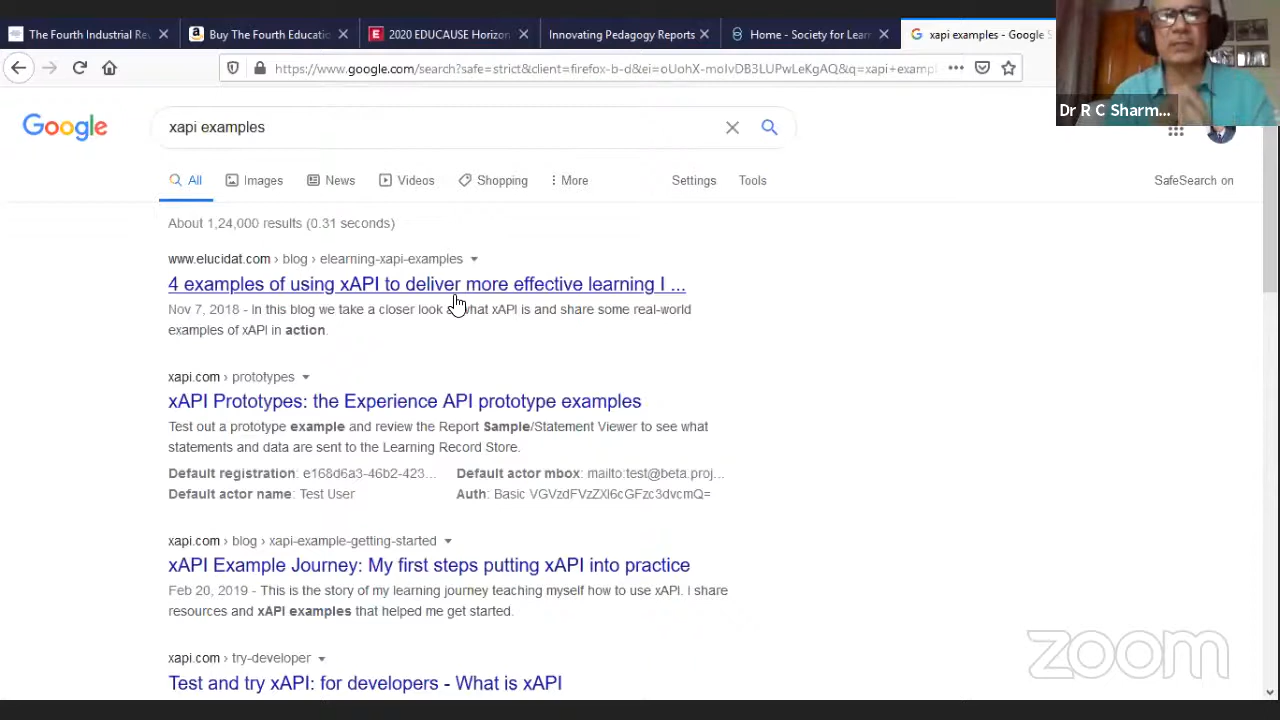 The Fourth Industrial Re
Buy The Fourth Educatio
2020 EDUCAUSE Horizon
Innovating Pedagogy Reports
Home - Society for Lear
xapi examples - Google S
https://www.google.com/search?safe=strict&client=firefox-b-d&ei=oUohX-moIvDB3LUPwLeKgAQ&q=xapi+exampl
Dr R C Sharm...
Google
xapi examples
All Images News Videos Shopping More Settings Tools
SafeSearch on
About 1,24,000 results (0.31 seconds)
www.elucidat.com › blog › elearning-xapi-examples
4 examples of using xAPI to deliver more effective learning I ...
Nov 7, 2018 - In this blog we take a closer look at what xAPI is and share some real-world
examples of xAPI in action.
xapi.com › prototypes
xAPI Prototypes: the Experience API prototype examples
Test out a prototype example and review the Report Sample/Statement Viewer to see what
statements and data are sent to the Learning Record Store.
Default registration: e168d6a3-46b2-423... Default actor mbox: mailto:test@beta.proj...
Default actor name: Test User Auth: Basic VGVzdFVzZXI6cGFzc3dvcmQ=
xapi.com › blog › xapi-example-getting-started
xAPI Example Journey: My first steps putting xAPI into practice
Feb 20, 2019 - This is the story of my learning journey teaching myself how to use xAPI. I share
resources and xAPI examples that helped me get started.
xapi.com › try-developer
Test and try xAPI: for developers - What is xAPI
zoom